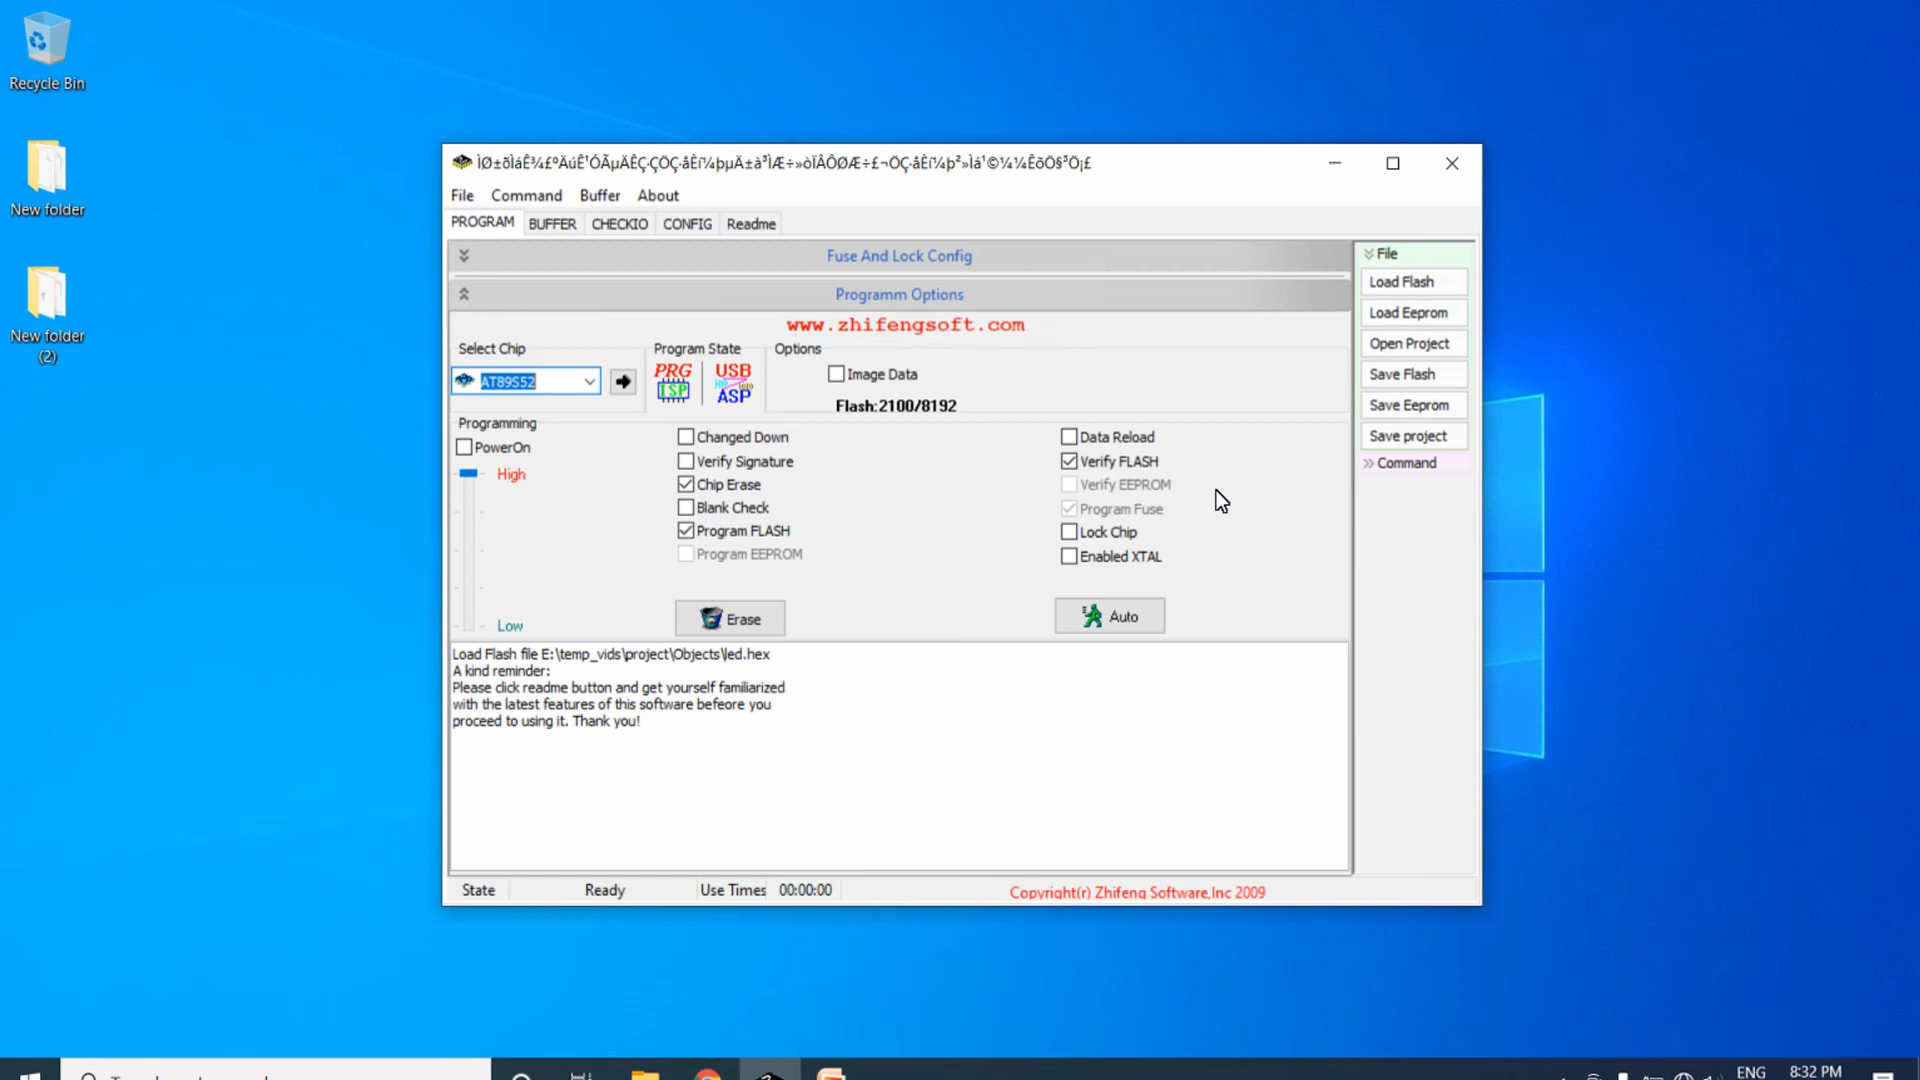 Recycle Bin
New folder
New folder
(2)
ÌØ±ðÌáÊ¾£ºÄúÊ¹ÓÃµÄÊÇ·ÇÖÇ·åÈí¼þµÄ±à³ÌÆ÷»òÏÂÔØÆ÷£¬ÖÇ·åÈí¼þ²»Ìá¹©¼¼ÊõÖ§³Ö¡£
File Command Buffer About
PROGRAM BUFFER CHECKIO CONFIG Readme
Fuse And Lock Config
Programm Options
www.zhifengsoft.com
Select Chip Program State Options
AT89S52
PRG
ISP
USB
ASP
Image Data
Flash:2100/8192
Programming
PowerOn
High
Low
Changed Down
Verify Signature
Chip Erase
Blank Check
Program FLASH
Program EEPROM
Data Reload
Verify FLASH
Verify EEPROM
Program Fuse
Lock Chip
Enabled XTAL
Erase
Auto
Load Flash file E:\temp_vids\project\Objects\led.hex
A kind reminder:
Please click readme button and get yourself familiarized
with the latest features of this software befeore you
proceed to using it. Thank you!
State Ready Use Times 00:00:00 Copyright(r) Zhifeng Software,Inc 2009
File
Load Flash
Load Eeprom
Open Project
Save Flash
Save Eeprom
Save project
Command
ENG 8:32 PM